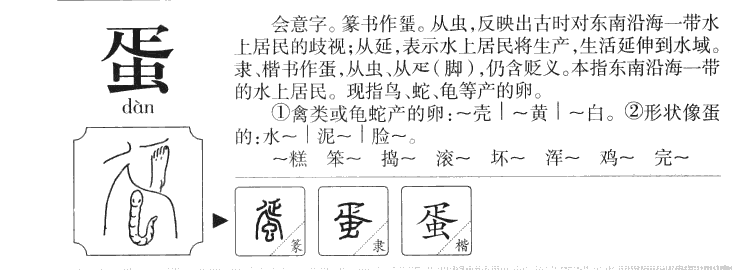 蛋
dàn
会意字。篆书作蜑。从虫,反映出古时对东南沿海一带水
上居民的歧视;从延,表示水上居民将生产,生活延伸到水域。
隶、楷书作蛋,从虫、从𤴓(脚),仍含贬义。本指东南沿海一带
的水上居民。现指鸟、蛇、龟等产的卵。
①禽类或龟蛇产的卵:~壳|~黄|~白。②形状像蛋
的:水~|泥~|脸~。
~糕 笨~ 捣~ 滚~ 坏~ 浑~ 鸡~ 完~
蜑 篆
蛋 隶
蛋 楷